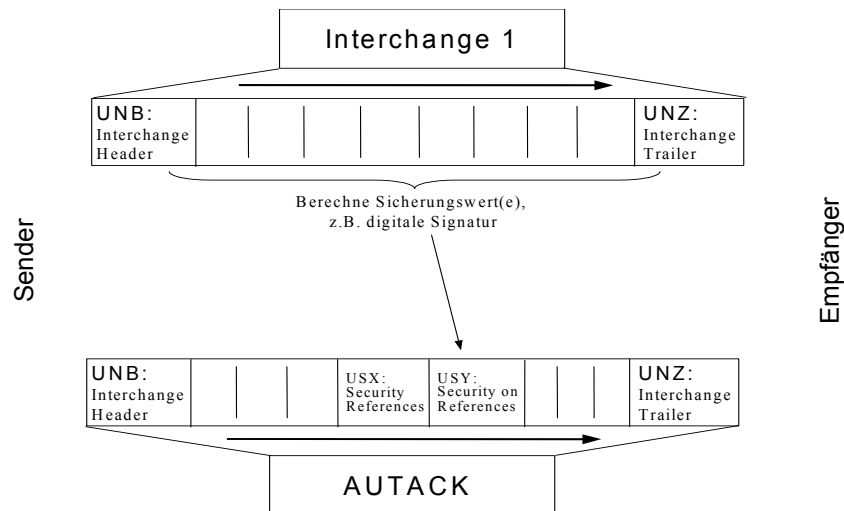 Interchange 1
UNB:
Interchange
Header
UNZ:
Interchange
Trailer
Berechne Sicherungswert(e),
z.B. digitale Signatur
Sender
Empfänger
UNB:
Interchange
Header
USX:
Security
References
USY:
Security on
References
UNZ:
Interchange
Trailer
AUTACK